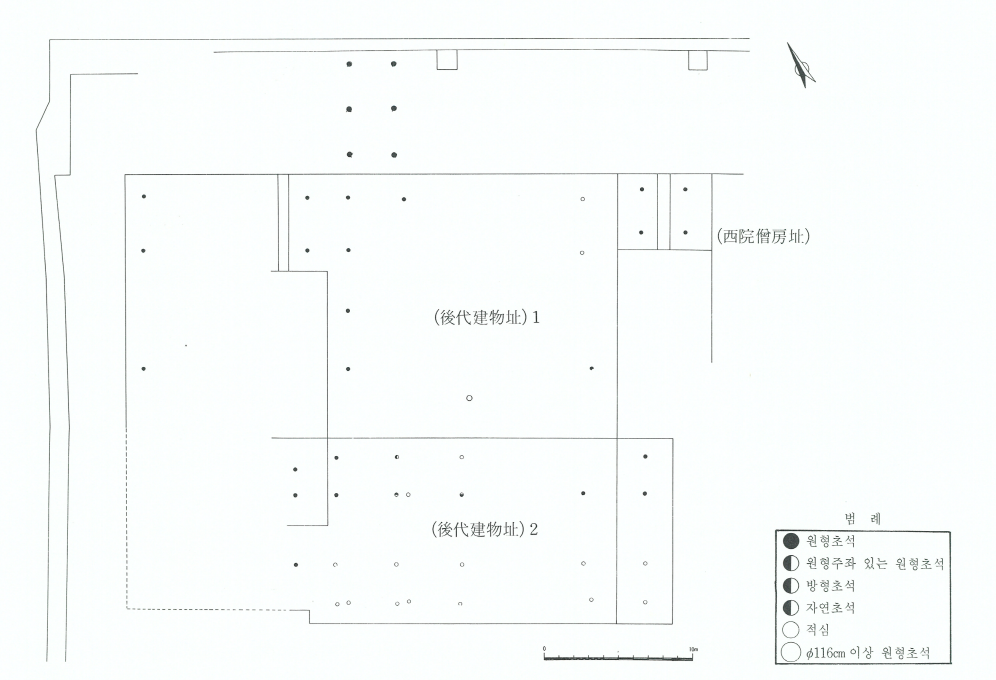 (西院僧房址)
(後代建物址) 1
(後代建物址) 2
범 례
원형초석
원형주좌 있는 원형초석
방형초석
자연초석
적심
ø116cm 이상 원형초석
0 10m